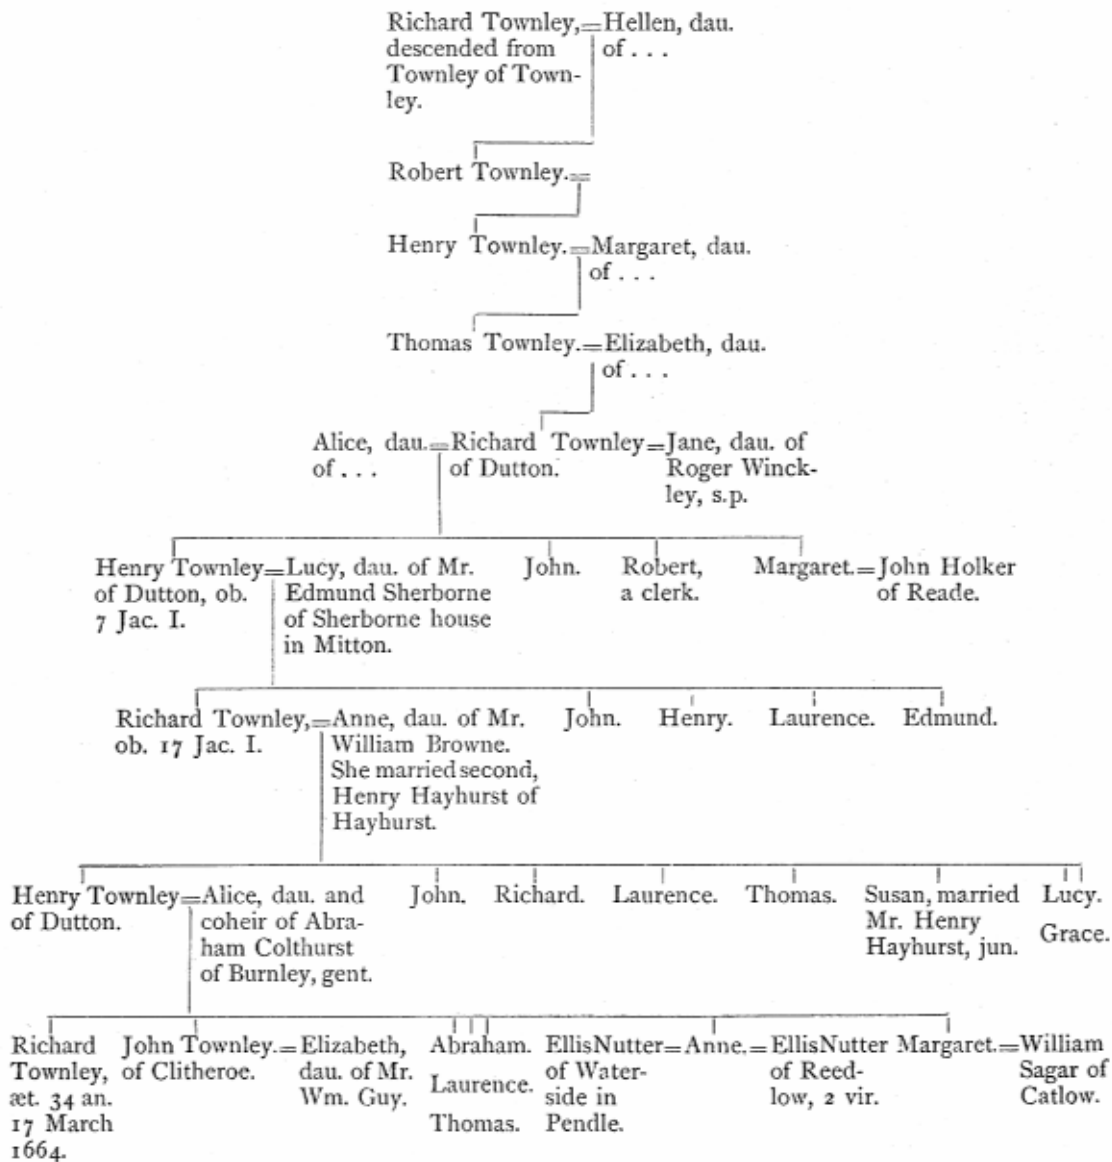 Richard Townley,=Hellen, dau.
descended from of . . .
Townley of Town-
ley.
Robert Townley.=
Henry Townley.=Margaret, dau.
of . . .
Thomas Townley.=Elizabeth, dau.
of . . .
Alice, dau.=Richard Townley=Jane, dau. of
of . . . of Dutton. Roger Winck-
ley, s.p.
Henry Townley=Lucy, dau. of Mr. John. Robert, Margaret.=John Holker
of Dutton, ob. Edmund Sherborne a clerk. of Reade.
7 Jac. I. of Sherborne house
in Mitton.
Richard Townley,=Anne, dau. of Mr. John. Henry. Laurence. Edmund.
ob. 17 Jac. I. William Browne.
She married second,
Henry Hayhurst of
Hayhurst.
Henry Townley=Alice, dau. and John. Richard. Laurence. Thomas. Susan, married Lucy.
of Dutton. coheir of Abra- Mr. Henry
ham Colthurst Hayhurst, jun. Grace.
of Burnley, gent.
Richard John Townley.=Elizabeth, Abraham. Ellis Nutter=Anne.=Ellis Nutter Margaret.=William
Townley, of Clitheroe. dau. of Mr. Laurence. of Water- of Reed- Sagar of
æt. 34 an. Wm. Guy. Thomas. side in low, 2 vir. Catlow.
17 March Pendle.
1664.